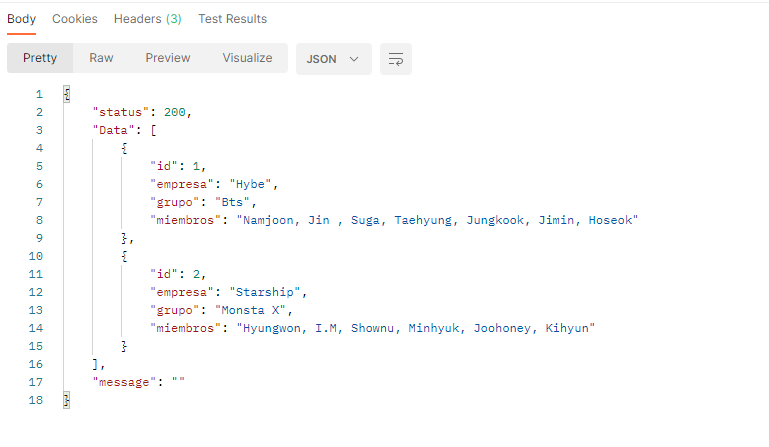 Body Cookies Headers (3) Test Results
Pretty Raw Preview Visualize JSON
1 {
2 "status": 200,
3 "Data": [
4 {
5 "id": 1,
6 "empresa": "Hybe",
7 "grupo": "Bts",
8 "miembros": "Namjoon, Jin , Suga, Taehyung, Jungkook, Jimin, Hoseok"
9 },
10 {
11 "id": 2,
12 "empresa": "Starship",
13 "grupo": "Monsta X",
14 "miembros": "Hyungwon, I.M, Shownu, Minhyuk, Joohoney, Kihyun"
15 }
16 ],
17 "message": ""
18 }